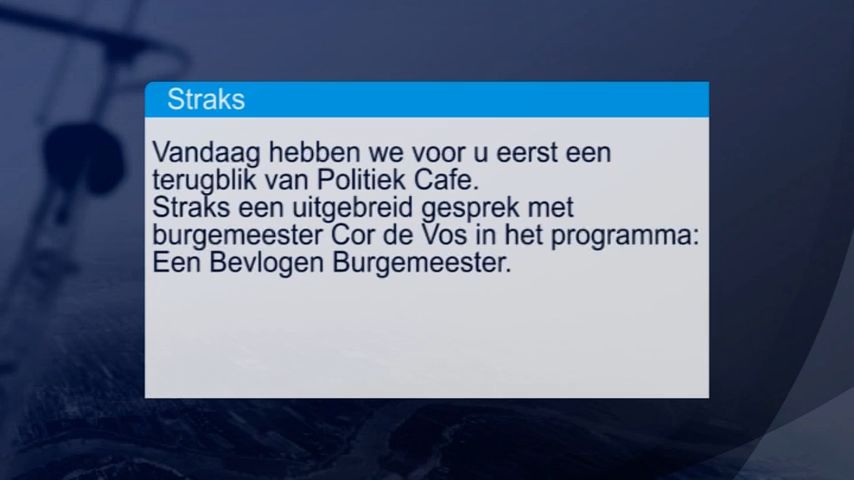 Straks
Vandaag hebben we voor u eerst een
terugblik van Politiek Cafe.
Straks een uitgebreid gesprek met
burgemeester Cor de Vos in het programma:
Een Bevlogen Burgemeester.